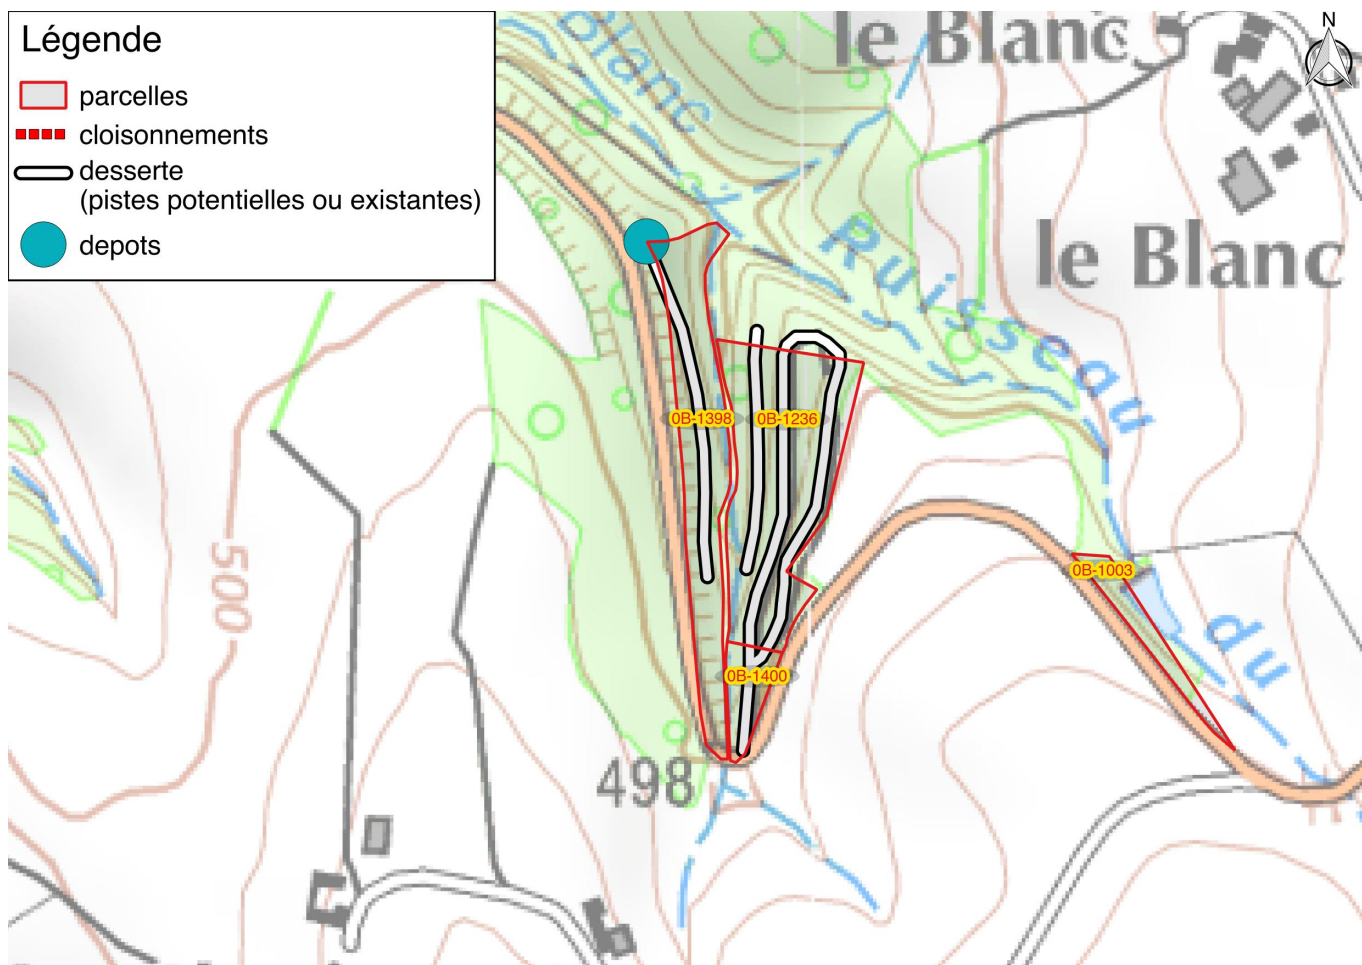 Légende
parcelles
cloisonnements
desserte
(pistes potentielles ou existantes)
depots
N
Blanc
le Blanc
le Blanc
Ruisseau
du
0B-1398
0B-1236
0B-1003
0B-1400
500
498